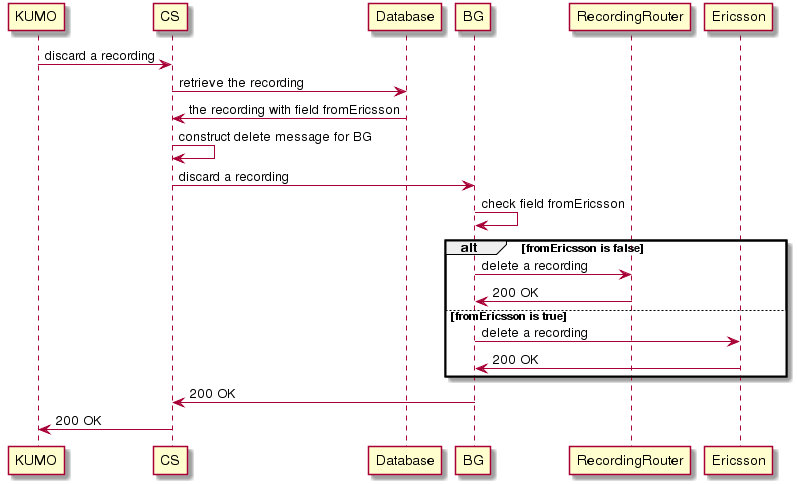 KUMO CS Database BG RecordingRouter Ericsson
discard a recording
retrieve the recording
the recording with field fromEricsson
construct delete message for BG
discard a recording
check field fromEricsson
alt [fromEricsson is false]
delete a recording
200 OK
[fromEricsson is true]
delete a recording
200 OK
200 OK
200 OK
KUMO CS Database BG RecordingRouter Ericsson